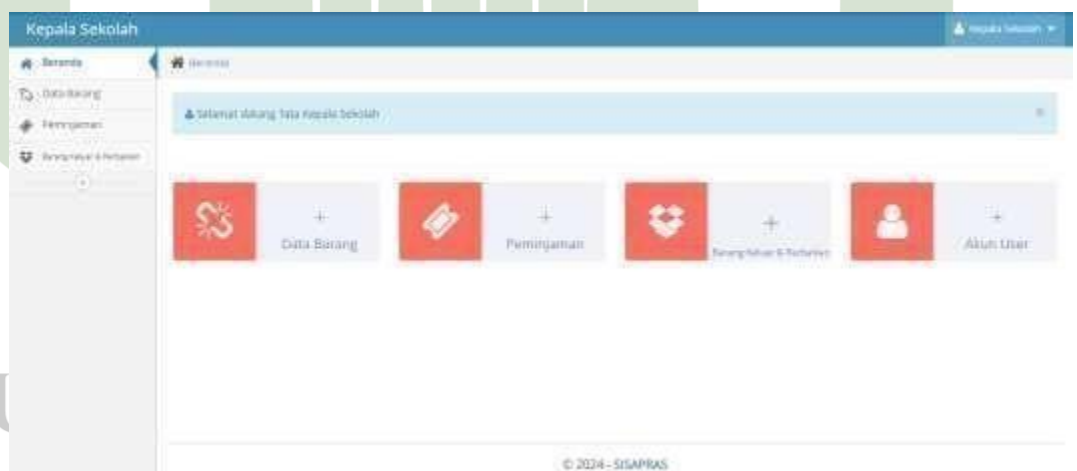 Kepala Sekolah
Kepala Sekolah
Beranda
Beranda
Data Barang
Selamat datang Tata Kepala Sekolah
Peminjaman
Barang Keluar & Perbaikan
Data Barang
Peminjaman
Barang Keluar & Perbaikan
Akun User
© 2024 - SISAPRAS